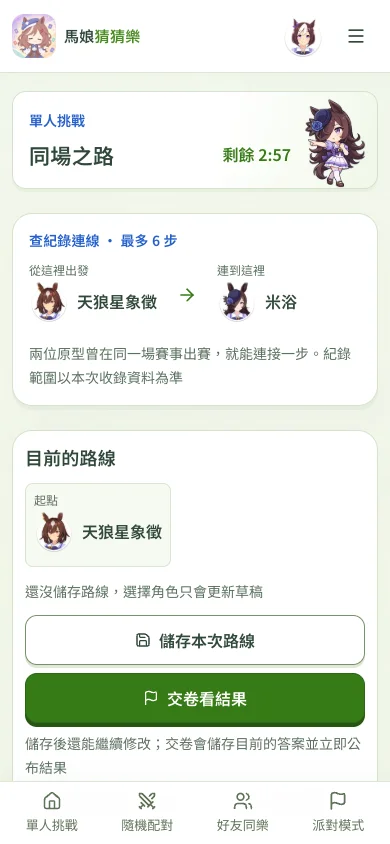 馬娘猜猜樂
單人挑戰
同場之路
剩餘 2:57
查紀錄連線 · 最多 6 步
從這裡出發
連到這裡
天狼星象徵
米浴
兩位原型曾在同一場賽事出賽，就能連接一步。紀錄
範圍以本次收錄資料為準
目前的路線
起點
天狼星象徵
還沒儲存路線，選擇角色只會更新草稿
儲存本次路線
交卷看結果
儲存後還能繼續修改；交卷會儲存目前的答案並立即公
布結果
單人挑戰
隨機配對
好友同樂
派對模式